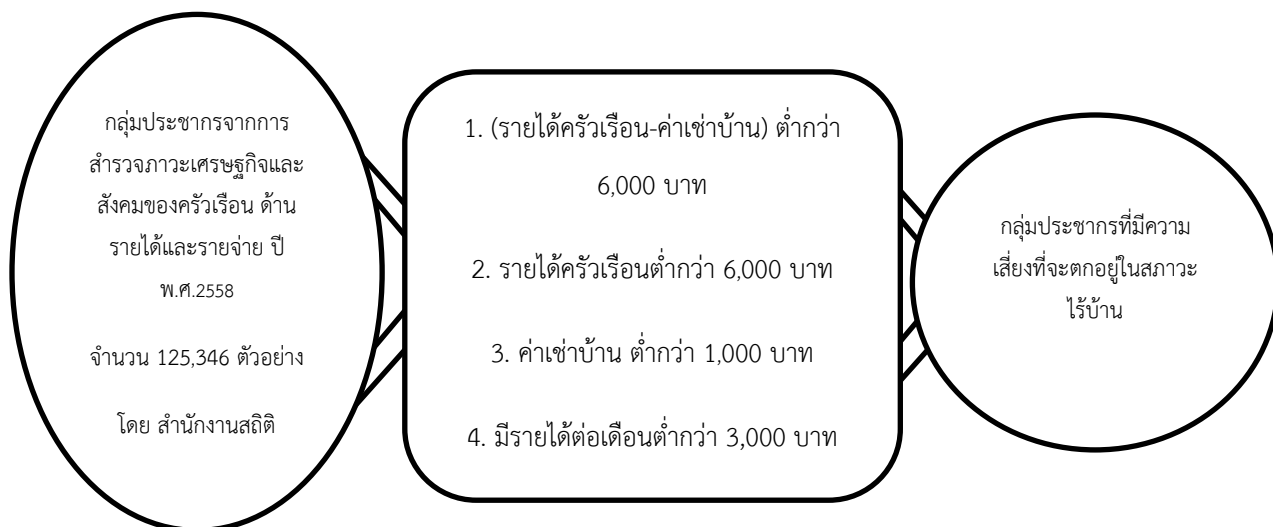 กลุ่มประชากรจากการ
สำรวจภาวะเศรษฐกิจและ
สังคมของครัวเรือน ด้าน
รายได้และรายจ่าย ปี
พ.ศ.2558
จำนวน 125,346 ตัวอย่าง
โดย สำนักงานสถิติ
1. (รายได้ครัวเรือน-ค่าเช่าบ้าน) ต่ำกว่า
6,000 บาท
2. รายได้ครัวเรือนต่ำกว่า 6,000 บาท
3. ค่าเช่าบ้าน ต่ำกว่า 1,000 บาท
4. มีรายได้ต่อเดือนต่ำกว่า 3,000 บาท
กลุ่มประชากรที่มีความ
เสี่ยงที่จะตกอยู่ในสภาวะ
ไร้บ้าน